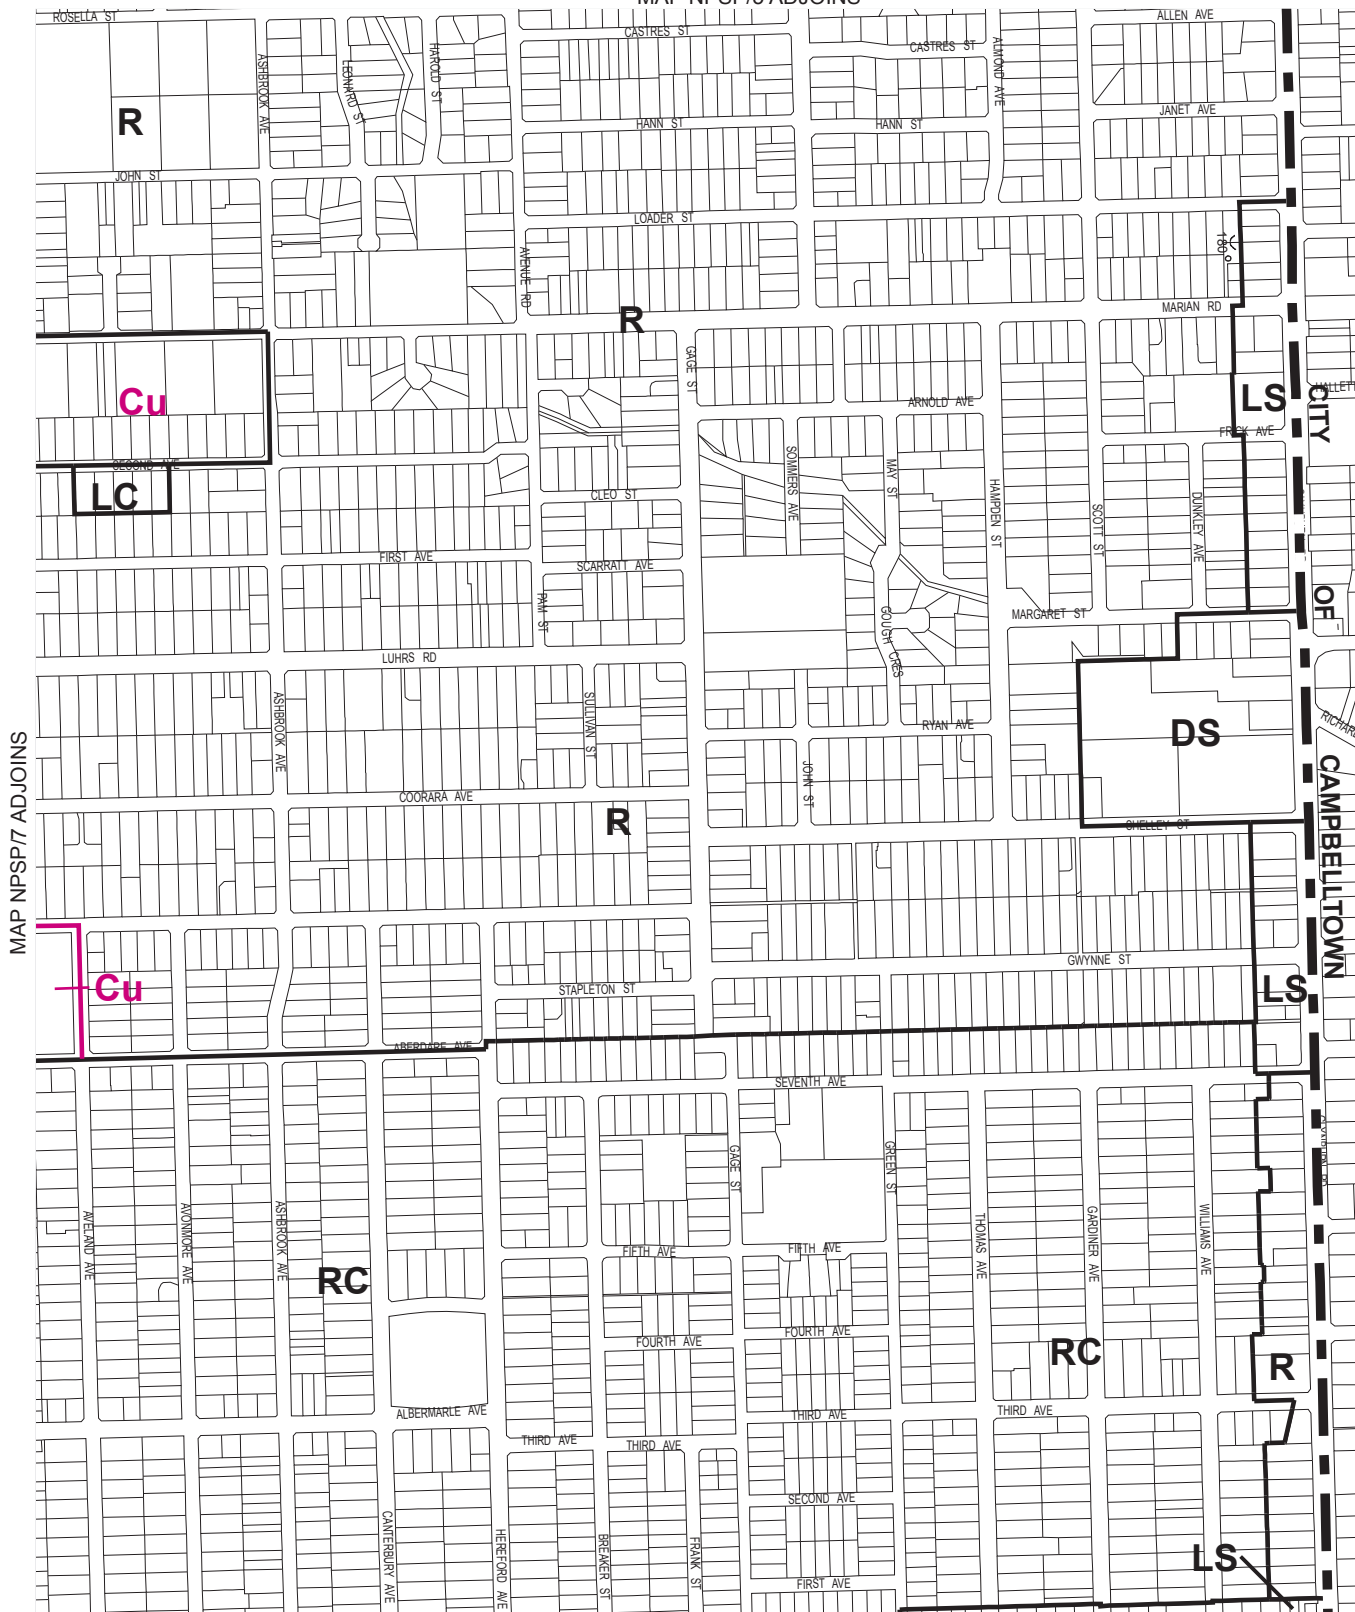 MAP NPSP/5 ADJOINS
ROSELLA ST
CASTRES ST
CASTRES ST
ALLEN AVE
ASHBROOK AVE
LEONARD ST
HAROLD ST
ALMOND AVE
R
HANN ST
HANN ST
JANET AVE
JOHN ST
LOADER ST
AVENUE RD
180°
MARIAN RD
R
GAGE ST
Cu
ARNOLD AVE
LS
CITY
HALLETT
FRICK AVE
SECOND AVE
LC
CLEO ST
SOMMERS AVE
MAY ST
HAMPDEN ST
SCOTT ST
DUNKLEY AVE
FIRST AVE
SCARRATT AVE
PAM ST
GOUGH CRES
MARGARET ST
OF
LUHRS RD
ASHBROOK AVE
SULLIVAN ST
RYAN AVE
DS
RICHAR
MAP NPSP/7 ADJOINS
JOHN ST
COORARA AVE
R
SHELLEY ST
CAMPBELLTOWN
GWYNNE ST
Cu
STAPLETON ST
LS
ABERDARE AVE
SEVENTH AVE
GAGE ST
GREEN ST
AVELAND AVE
AVONMORE AVE
ASHBROOK AVE
THOMAS AVE
GARDINER AVE
WILLIAMS AVE
FIFTH AVE
FIFTH AVE
RC
FOURTH AVE
FOURTH AVE
RC
R
ALBERMARLE AVE
THIRD AVE
THIRD AVE
THIRD AVE
THIRD AVE
SECOND AVE
CANTERBURY AVE
HEREFORD AVE
BREAKER ST
FRANK ST
LS
FIRST AVE